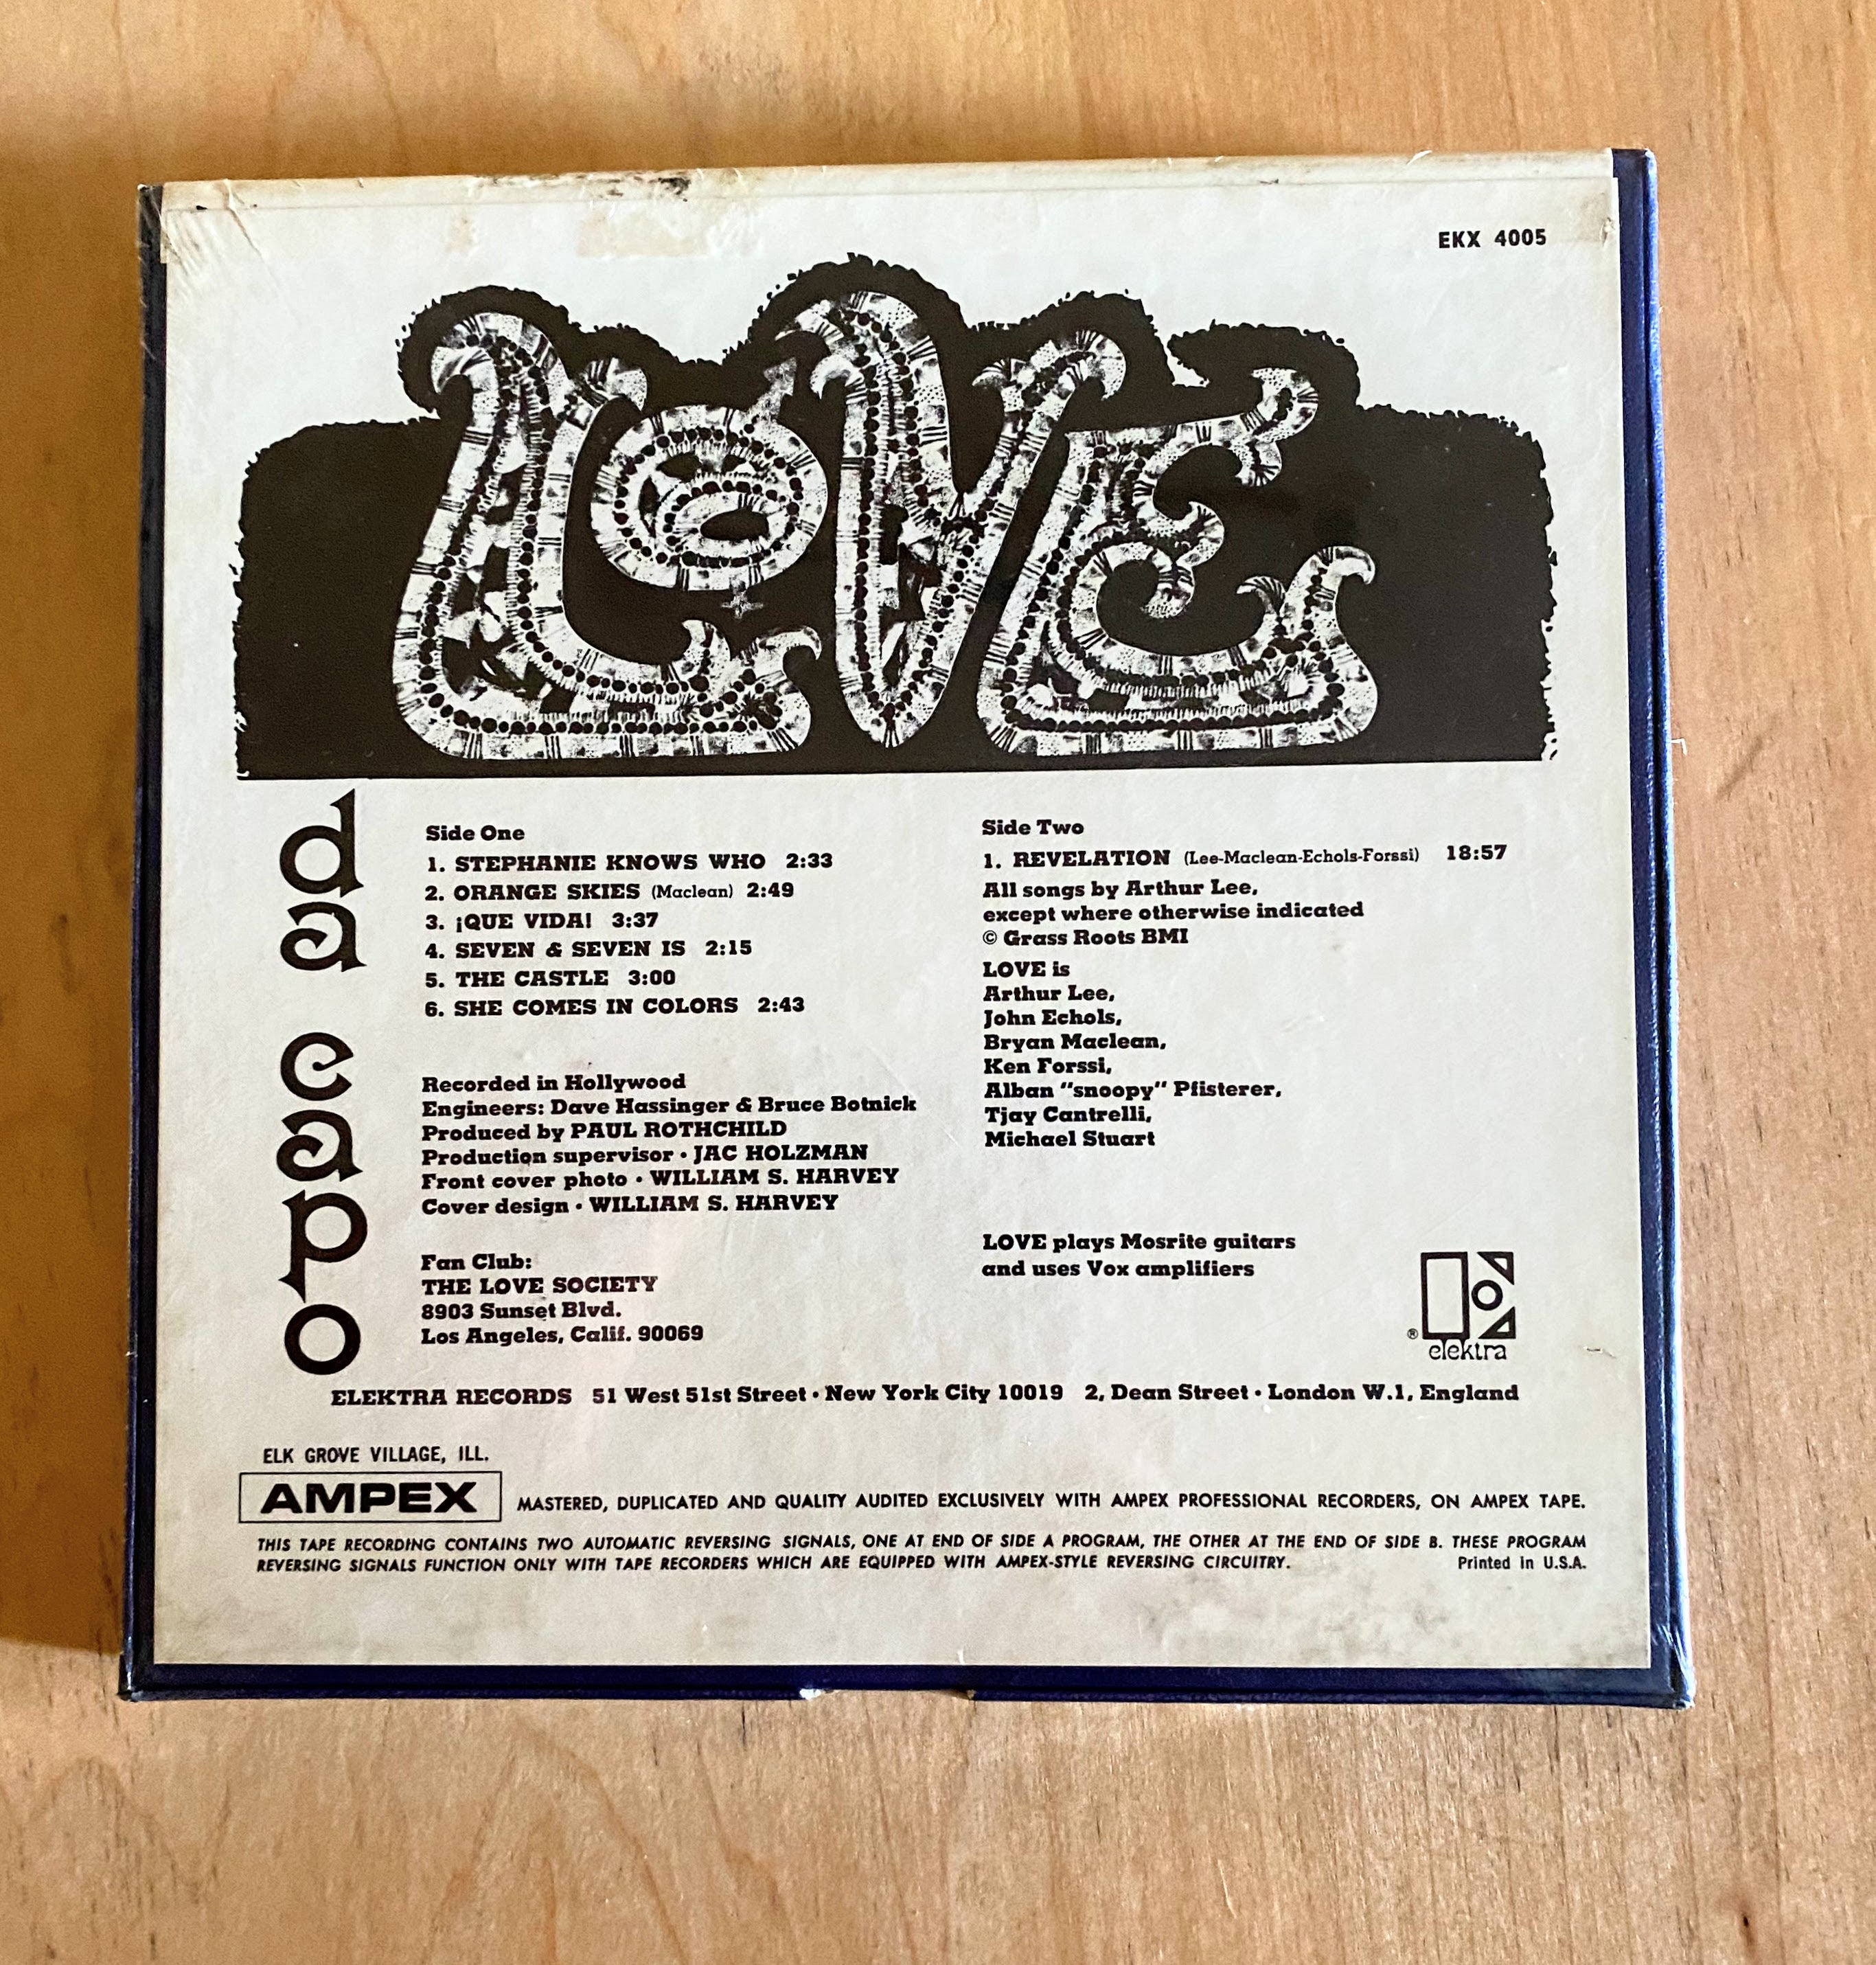 EKX 4005
LOVE
da capo
Side One
1. STEPHANIE KNOWS WHO 2:33
2. ORANGE SKIES (Maclean) 2:49
3. ¡QUE VIDA! 3:37
4. SEVEN & SEVEN IS 2:15
5. THE CASTLE 3:00
6. SHE COMES IN COLORS 2:43
Recorded in Hollywood
Engineers: Dave Hassinger & Bruce Botnick
Produced by PAUL ROTHCHILD
Production supervisor • JAC HOLZMAN
Front cover photo • WILLIAM S. HARVEY
Cover design • WILLIAM S. HARVEY
Fan Club:
THE LOVE SOCIETY
8903 Sunset Blvd.
Los Angeles, Calif. 90069
Side Two
1. REVELATION (Lee-Maclean-Echols-Forssi) 18:57
All songs by Arthur Lee,
except where otherwise indicated
© Grass Roots BMI
LOVE is
Arthur Lee,
John Echols,
Bryan Maclean,
Ken Forssi,
Alban "snoopy" Pfisterer,
Tjay Cantrelli,
Michael Stuart
LOVE plays Mosrite guitars
and uses Vox amplifiers
EK
® elektra
ELEKTRA RECORDS 51 West 51st Street • New York City 10019 2, Dean Street • London W.1, England
ELK GROVE VILLAGE, ILL.
AMPEX MASTERED, DUPLICATED AND QUALITY AUDITED EXCLUSIVELY WITH AMPEX PROFESSIONAL RECORDERS, ON AMPEX TAPE.
THIS TAPE RECORDING CONTAINS TWO AUTOMATIC REVERSING SIGNALS, ONE AT END OF SIDE A PROGRAM, THE OTHER AT THE END OF SIDE B. THESE PROGRAM
REVERSING SIGNALS FUNCTION ONLY WITH TAPE RECORDERS WHICH ARE EQUIPPED WITH AMPEX-STYLE REVERSING CIRCUITRY. Printed in U.S.A.